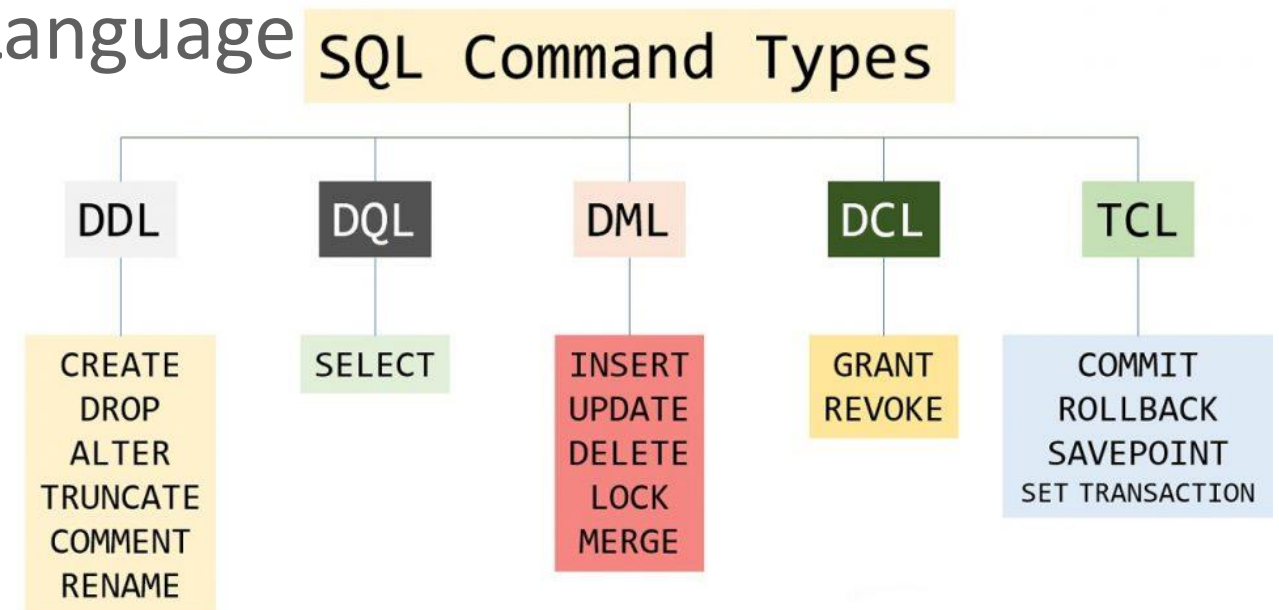 Language
SQL Command Types
DDL
DQL
DML
DCL
TCL
CREATE
DROP
ALTER
TRUNCATE
COMMENT
RENAME
SELECT
INSERT
UPDATE
DELETE
LOCK
MERGE
GRANT
REVOKE
COMMIT
ROLLBACK
SAVEPOINT
SET TRANSACTION